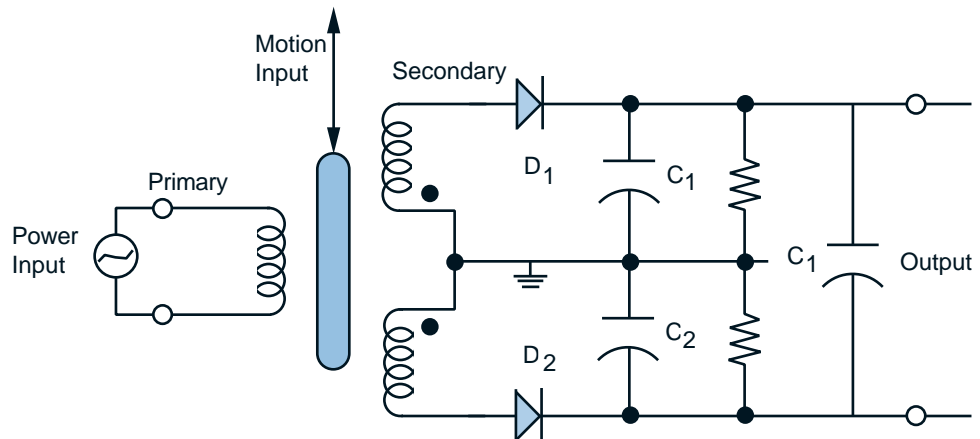 Motion
Input
Secondary
Primary
Power
Input
D1
C1
C1
Output
D2
C2